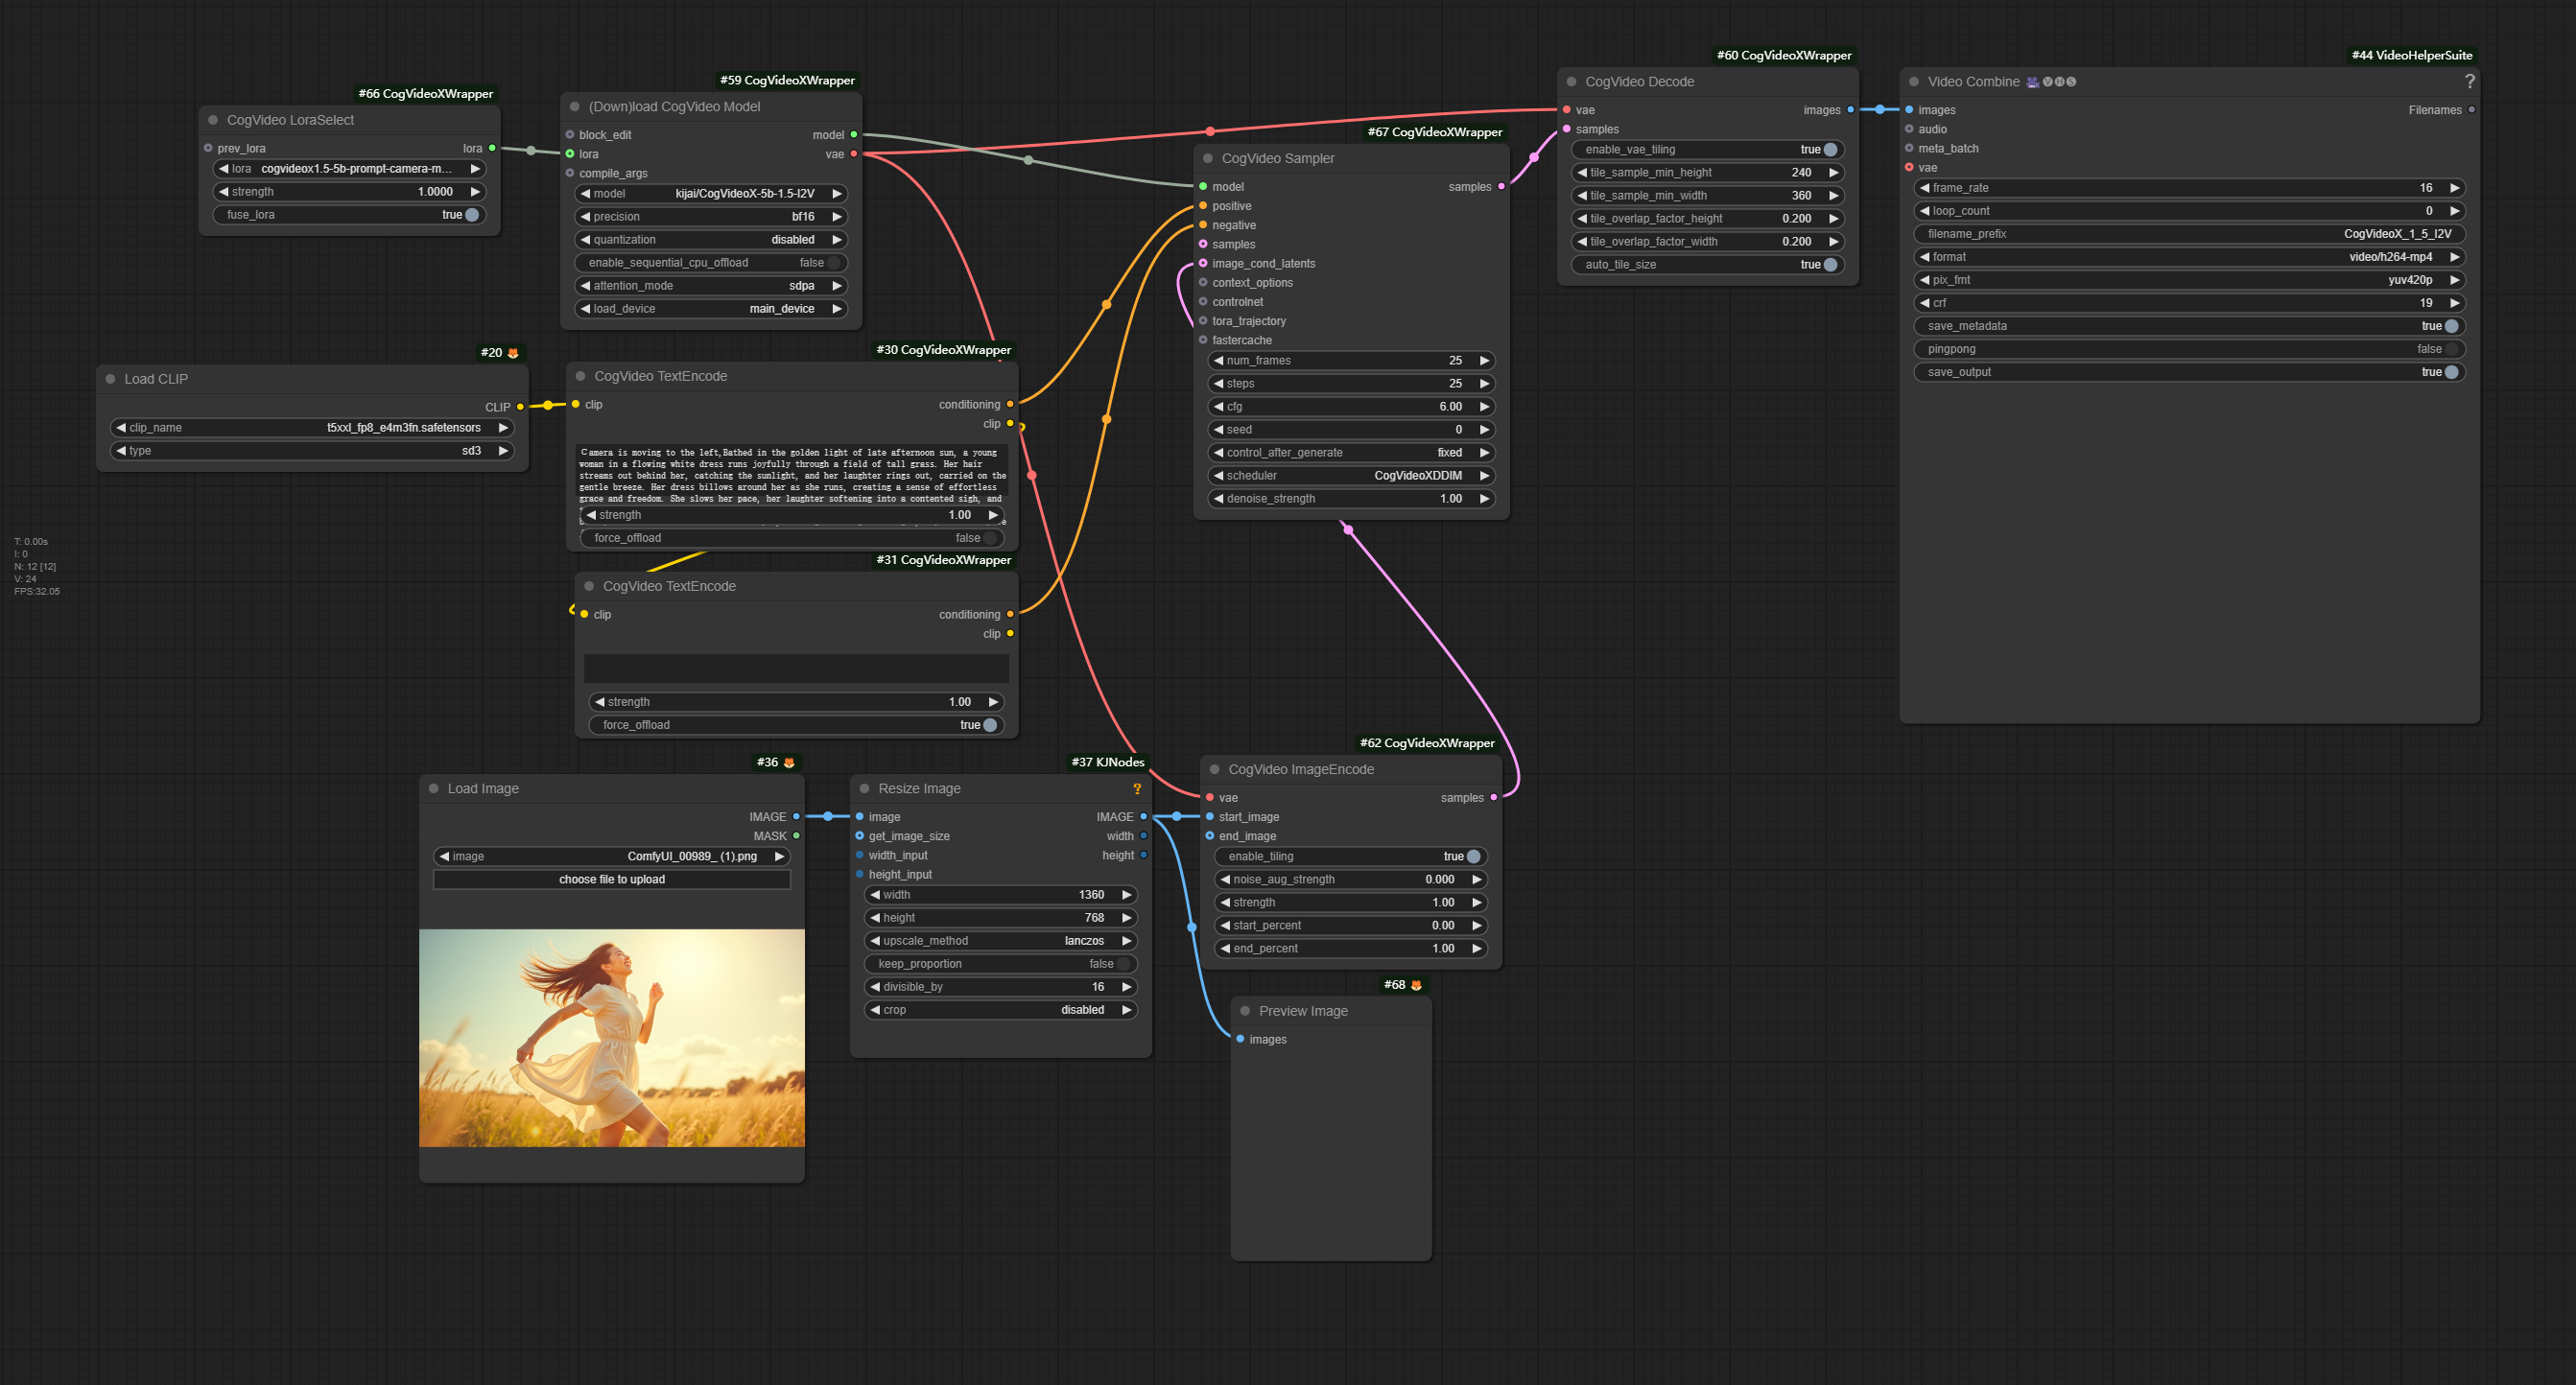 #66 CogVideoXWrapper
CogVideo LoraSelect
prev_lora lora
lora cogvideox1.5-5b-prompt-camera-m...
strength 1.0000
fuse_lora true
#59 CogVideoXWrapper
(Down)load CogVideo Model
block_edit model
lora vae
compile_args
model kijai/CogVideoX-5b-1.5-I2V
precision bf16
quantization disabled
enable_sequential_cpu_offload false
attention_mode sdpa
load_device main_device
#67 CogVideoXWrapper
CogVideo Sampler
model samples
positive
negative
samples
image_cond_latents
context_options
controlnet
tora_trajectory
fastercache
num_frames 25
steps 25
cfg 6.00
seed 0
control_after_generate fixed
scheduler CogVideoXDDIM
denoise_strength 1.00
#60 CogVideoXWrapper
CogVideo Decode
vae images
samples
enable_vae_tiling true
tile_sample_min_height 240
tile_sample_min_width 360
tile_overlap_factor_height 0.200
tile_overlap_factor_width 0.200
auto_tile_size true
#44 VideoHelperSuite
Video Combine 🎥🅥🅗🅢 ?
images Filenames
audio
meta_batch
vae
frame_rate 16
loop_count 0
filename_prefix CogVideoX_1_5_I2V
format video/h264-mp4
pix_fmt yuv420p
crf 19
save_metadata true
pingpong false
save_output true
#20
Load CLIP
CLIP
clip_name t5xxl_fp8_e4m3fn.safetensors
type sd3
#30 CogVideoXWrapper
CogVideo TextEncode
clip conditioning
clip
Camera is moving to the left,Bathed in the golden light of late afternoon sun, a young
woman in a flowing white dress runs joyfully through a field of tall grass. Her hair
streams out behind her, catching the sunlight, and her laughter rings out, carried on the
gentle breeze. Her dress billows around her as she runs, creating a sense of effortless
grace and freedom. She slows her pace, her laughter softening into a contented sigh, and
strength 1.00
force_offload false
#31 CogVideoXWrapper
CogVideo TextEncode
clip conditioning
clip
strength 1.00
force_offload true
T: 0.00s
I: 0
N: 12 [12]
V: 24
FPS:32.05
#36
Load Image
IMAGE
MASK
image ComfyUI_00989_ (1).png
choose file to upload
#37 KJNodes
Resize Image ?
image IMAGE
get_image_size width
width_input height
height_input
width 1360
height 768
upscale_method lanczos
keep_proportion false
divisible_by 16
crop disabled
#62 CogVideoXWrapper
CogVideo ImageEncode
vae samples
start_image
end_image
enable_tiling true
noise_aug_strength 0.000
strength 1.00
start_percent 0.00
end_percent 1.00
#68
Preview Image
images